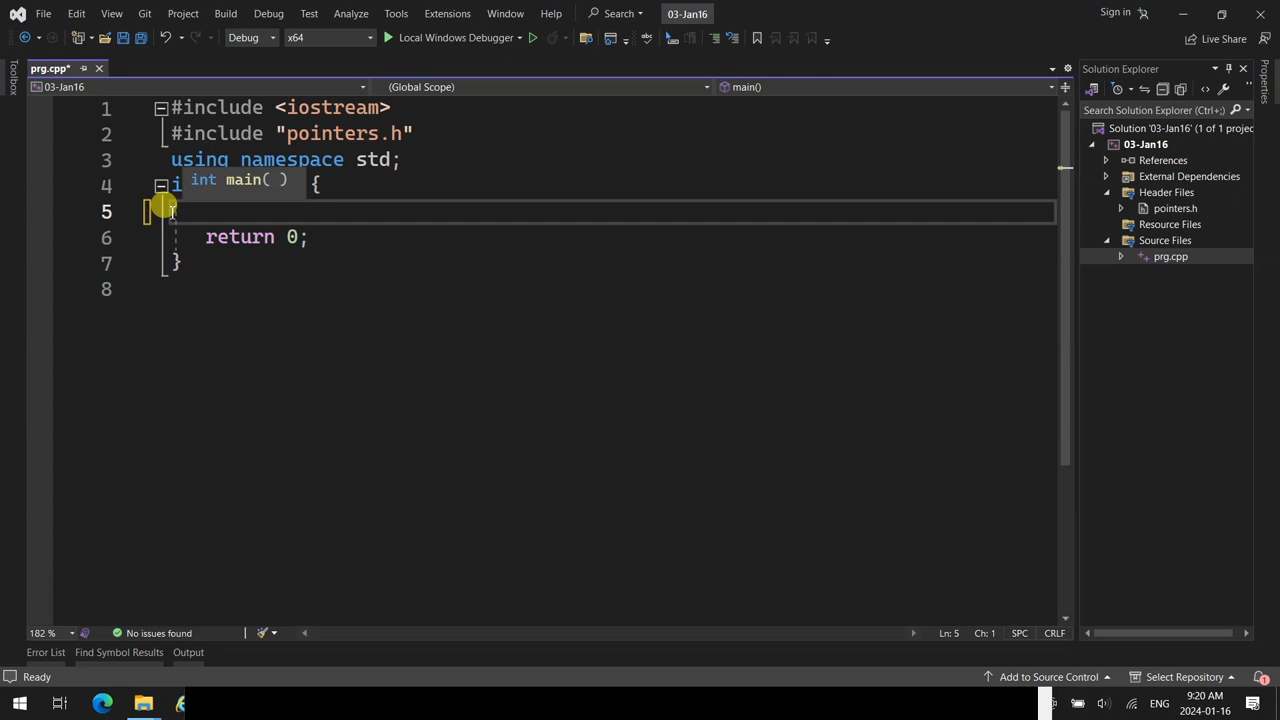 File Edit View Git Project Build Debug Test Analyze Tools Extensions Window Help Search 03-Jan16 Sign in
Debug x64 Local Windows Debugger Live Share
Toolbox
prg.cpp*
03-Jan16 (Global Scope) main()
1 #include <iostream>
2 #include "pointers.h"
3 using namespace std;
4 i {
int main( )
5
6 return 0;
7 }
8
Solution Explorer
Search Solution Explorer (Ctrl+;)
Solution '03-Jan16' (1 of 1 projec
03-Jan16
References
External Dependencies
Header Files
pointers.h
Resource Files
Source Files
prg.cpp
Properties
182 % No issues found Ln: 5 Ch: 1 SPC CRLF
Error List Find Symbol Results Output
Ready Add to Source Control Select Repository 1
ENG 9:20 AM
2024-01-16